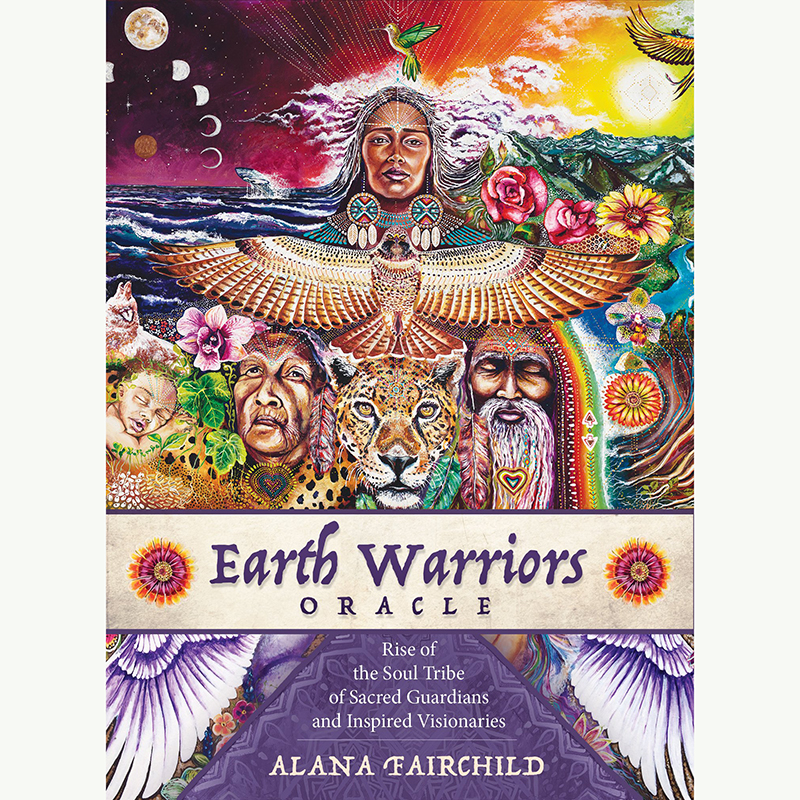 Earth Warriors
ORACLE
Rise of
the Soul Tribe
of Sacred Guardians
and Inspired Visionaries
ALANA FAIRCHILD